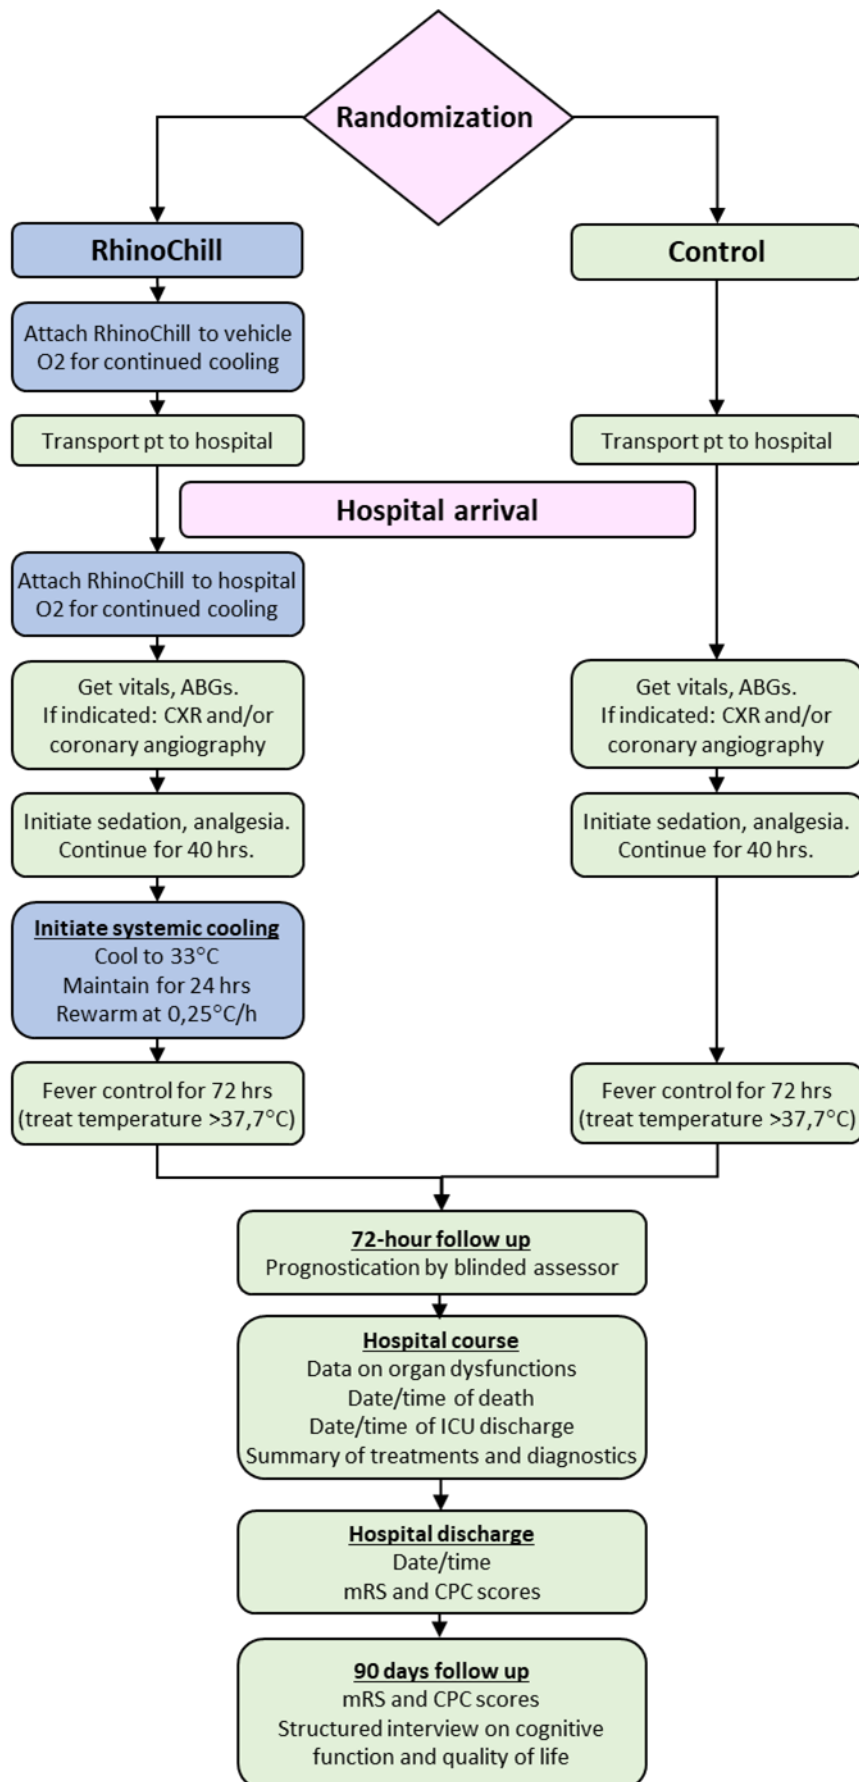 Randomization
RhinoChill
Control
Attach RhinoChill to vehicle
O2 for continued cooling
Transport pt to hospital
Transport pt to hospital
Hospital arrival
Attach RhinoChill to hospital
O2 for continued cooling
Get vitals, ABGs.
If indicated: CXR and/or
coronary angiography
Get vitals, ABGs.
If indicated: CXR and/or
coronary angiography
Initiate sedation, analgesia.
Continue for 40 hrs.
Initiate sedation, analgesia.
Continue for 40 hrs.
Initiate systemic cooling
Cool to 33°C
Maintain for 24 hrs
Rewarm at 0,25°C/h
Fever control for 72 hrs
(treat temperature >37,7°C)
Fever control for 72 hrs
(treat temperature >37,7°C)
72-hour follow up
Prognostication by blinded assessor
Hospital course
Data on organ dysfunctions
Date/time of death
Date/time of ICU discharge
Summary of treatments and diagnostics
Hospital discharge
Date/time
mRS and CPC scores
90 days follow up
mRS and CPC scores
Structured interview on cognitive
function and quality of life